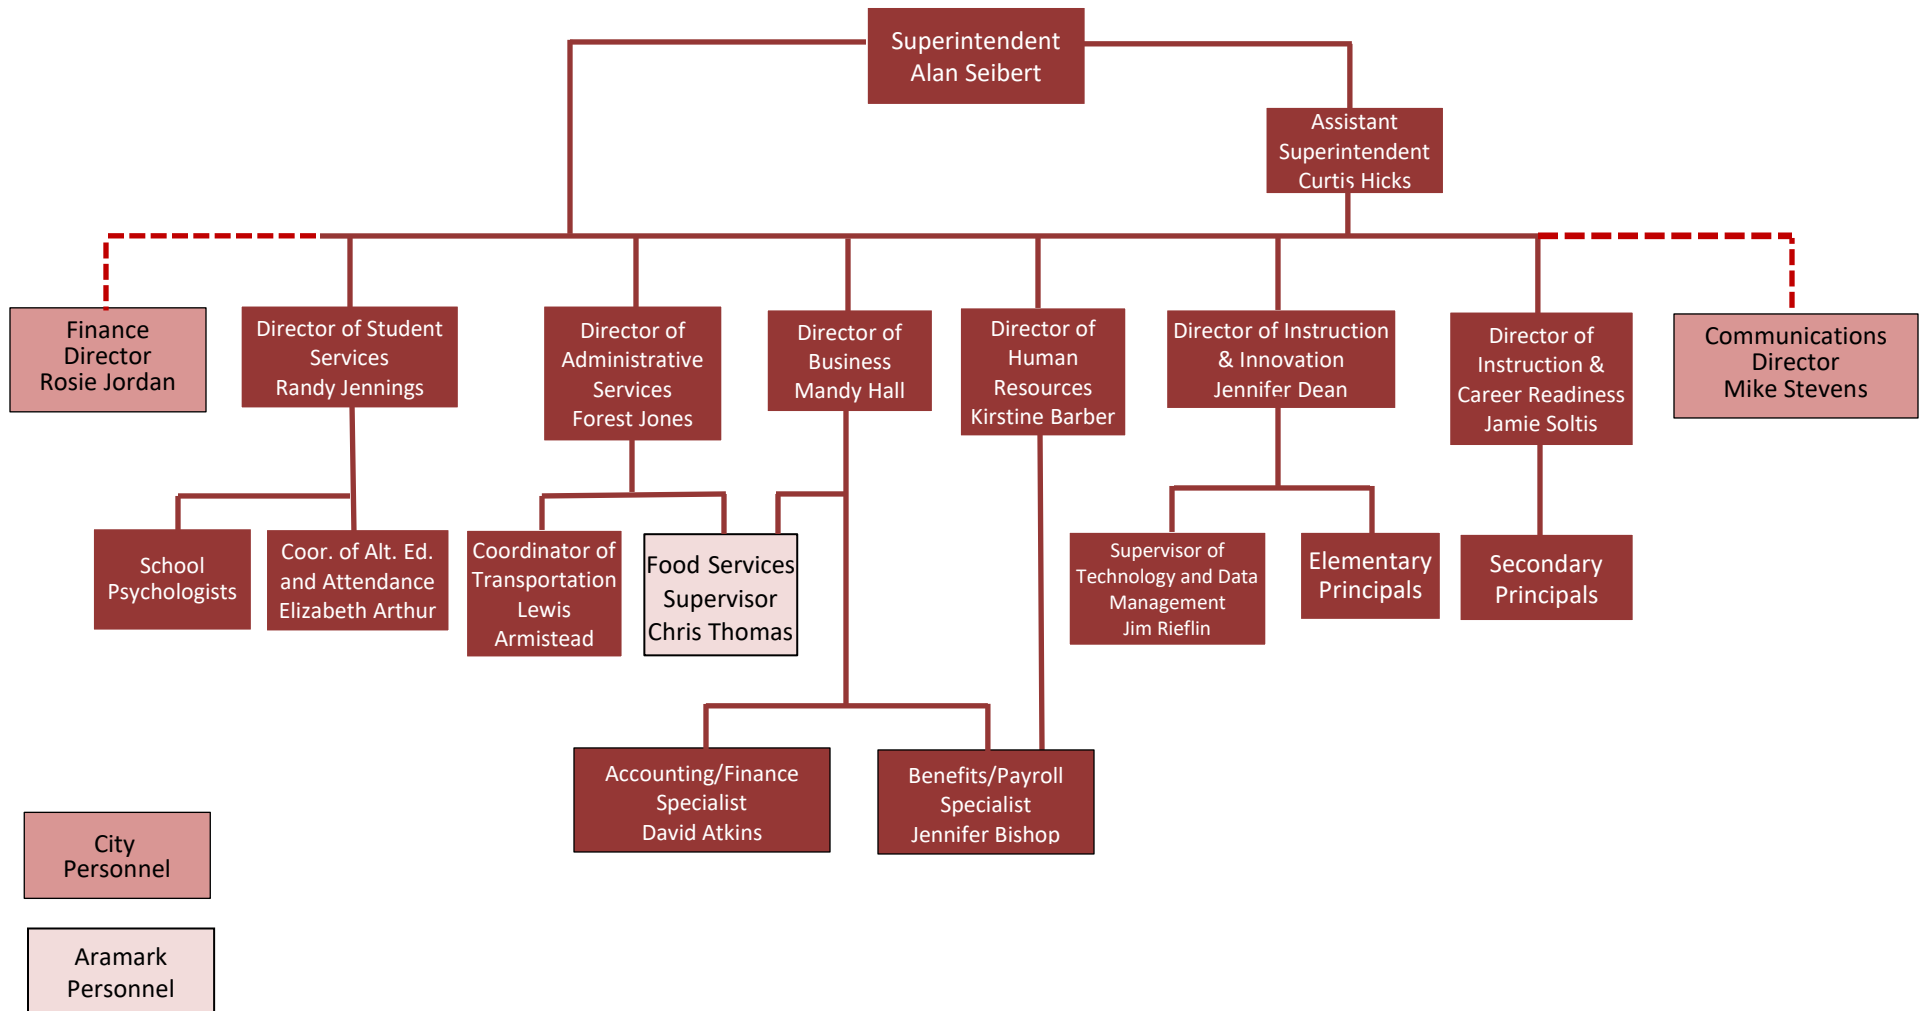 Superintendent
Alan Seibert
Assistant
Superintendent
Curtis Hicks
Finance
Director
Rosie Jordan
Director of Student
Services
Randy Jennings
Director of
Administrative
Services
Forest Jones
Director of
Business
Mandy Hall
Director of
Human
Resources
Kirstine Barber
Director of Instruction
& Innovation
Jennifer Dean
Director of
Instruction &
Career Readiness
Jamie Soltis
Communications
Director
Mike Stevens
School
Psychologists
Coor. of Alt. Ed.
and Attendance
Elizabeth Arthur
Coordinator of
Transportation
Lewis
Armistead
Food Services
Supervisor
Chris Thomas
Supervisor of
Technology and Data
Management
Jim Rieflin
Elementary
Principals
Secondary
Principals
Accounting/Finance
Specialist
David Atkins
Benefits/Payroll
Specialist
Jennifer Bishop
City
Personnel
Aramark
Personnel